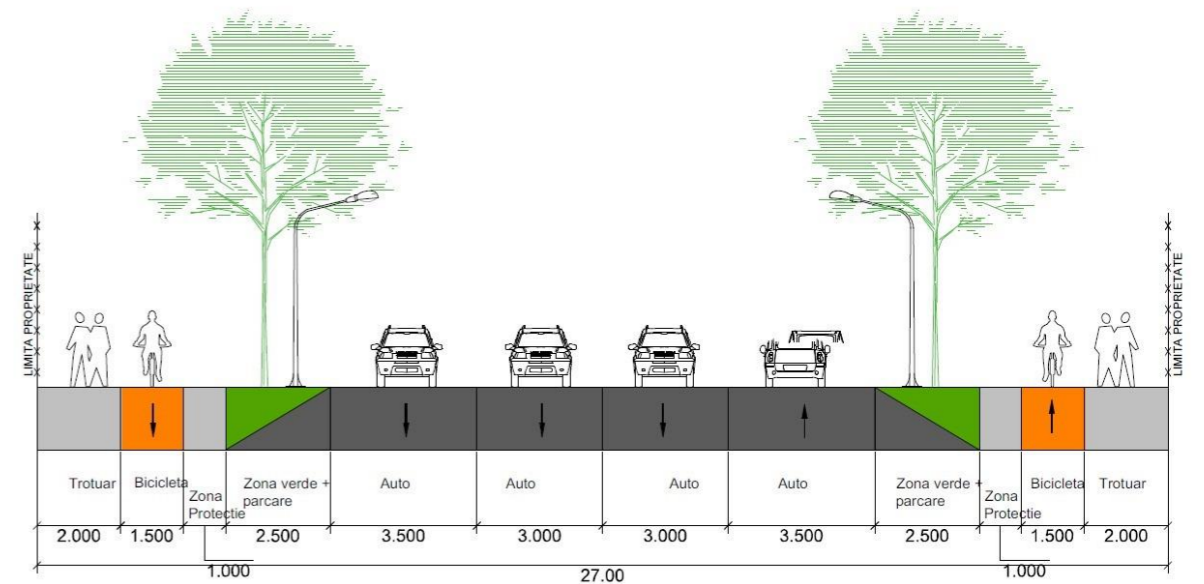 LIMITA PROPRIETATE
LIMITA PROPRIETATE
Trotuar
Bicicleta
Zona
Protectie
Zona verde +
parcare
Auto
Auto
Auto
Auto
Zona verde +
parcare
Zona
Protectie
Bicicleta
Trotuar
2.000
1.500
2.500
3.500
3.000
3.000
3.500
2.500
1.500
2.000
1.000
27.00
1.000